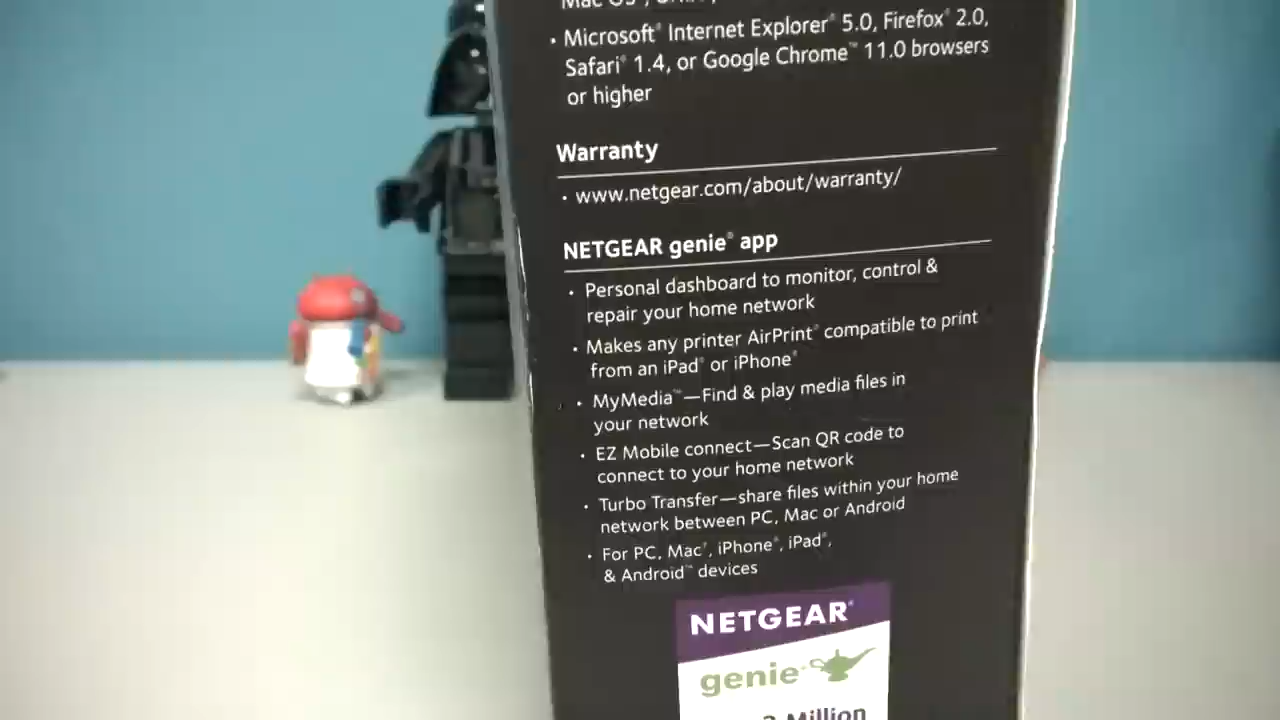 Mac OS®,
• Microsoft® Internet Explorer® 5.0, Firefox® 2.0,
Safari® 1.4, or Google Chrome™ 11.0 browsers
or higher
Warranty
• www.netgear.com/about/warranty/
NETGEAR genie® app
• Personal dashboard to monitor, control &
repair your home network
• Makes any printer AirPrint® compatible to print
from an iPad® or iPhone®
• MyMedia™—Find & play media files in
your network
• EZ Mobile connect—Scan QR code to
connect to your home network
• Turbo Transfer—share files within your home
network between PC, Mac or Android
• For PC, Mac®, iPhone®, iPad®,
& Android™ devices
NETGEAR®
genie®
Million